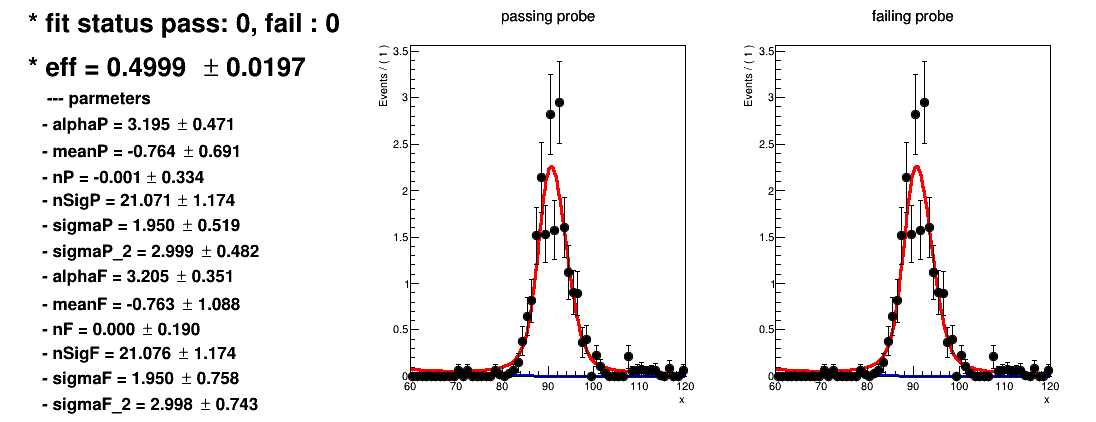 * fit status pass: 0, fail : 0
* eff = 0.4999 ± 0.0197
--- parmeters
- alphaP = 3.195 ± 0.471
- meanP = -0.764 ± 0.691
- nP = -0.001 ± 0.334
- nSigP = 21.071 ± 1.174
- sigmaP = 1.950 ± 0.519
- sigmaP_2 = 2.999 ± 0.482
- alphaF = 3.205 ± 0.351
- meanF = -0.763 ± 1.088
- nF = 0.000 ± 0.190
- nSigF = 21.076 ± 1.174
- sigmaF = 1.950 ± 0.758
- sigmaF_2 = 2.998 ± 0.743
passing probe
Events / ( 1 )
3.5
3
2.5
2
1.5
1
0.5
0
60 70 80 90 100 110 120
x
failing probe
Events / ( 1 )
3.5
3
2.5
2
1.5
1
0.5
0
60 70 80 90 100 110 120
x